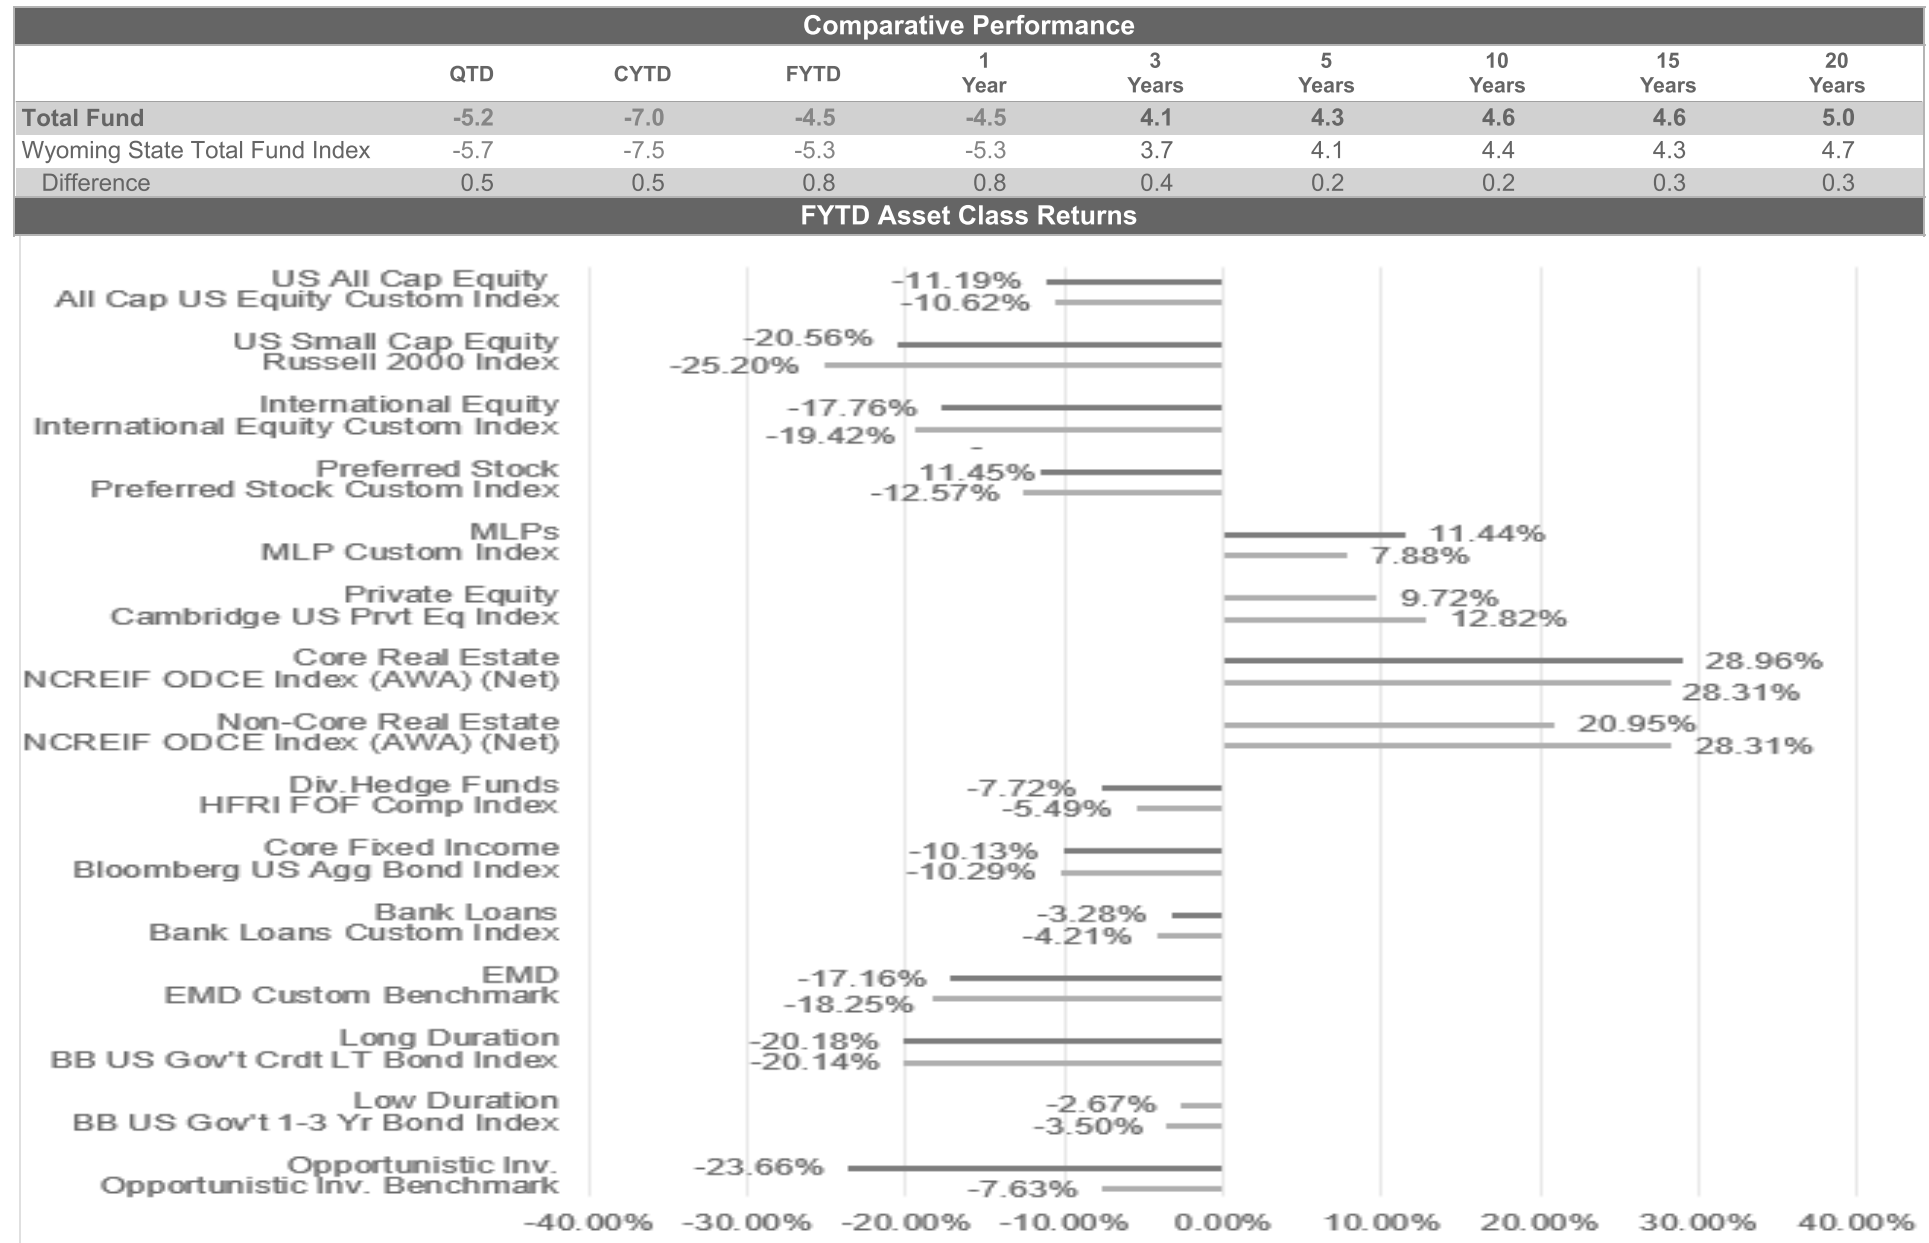 Comparative Performance
QTD CYTD FYTD 1 Year 3 Years 5 Years 10 Years 15 Years 20 Years
Total Fund -5.2 -7.0 -4.5 -4.5 4.1 4.3 4.6 4.6 5.0
Wyoming State Total Fund Index -5.7 -7.5 -5.3 -5.3 3.7 4.1 4.4 4.3 4.7
Difference 0.5 0.5 0.8 0.8 0.4 0.2 0.2 0.3 0.3
FYTD Asset Class Returns
US All Cap Equity -11.19%
All Cap US Equity Custom Index -10.62%
US Small Cap Equity -20.56%
Russell 2000 Index -25.20%
International Equity -17.76%
International Equity Custom Index -19.42%
Preferred Stock -11.45%
Preferred Stock Custom Index -12.57%
MLPs 11.44%
MLP Custom Index 7.88%
Private Equity 9.72%
Cambridge US Prvt Eq Index 12.82%
Core Real Estate 28.96%
NCREIF ODCE Index (AWA) (Net) 28.31%
Non-Core Real Estate 20.95%
NCREIF ODCE Index (AWA) (Net) 28.31%
Div.Hedge Funds -7.72%
HFRI FOF Comp Index -5.49%
Core Fixed Income -10.13%
Bloomberg US Agg Bond Index -10.29%
Bank Loans -3.28%
Bank Loans Custom Index -4.21%
EMD -17.16%
EMD Custom Benchmark -18.25%
Long Duration -20.18%
BB US Gov't Crdt LT Bond Index -20.14%
Low Duration -2.67%
BB US Gov't 1-3 Yr Bond Index -3.50%
Opportunistic Inv. -23.66%
Opportunistic Inv. Benchmark -7.63%
-40.00% -30.00% -20.00% -10.00% 0.00% 10.00% 20.00% 30.00% 40.00%